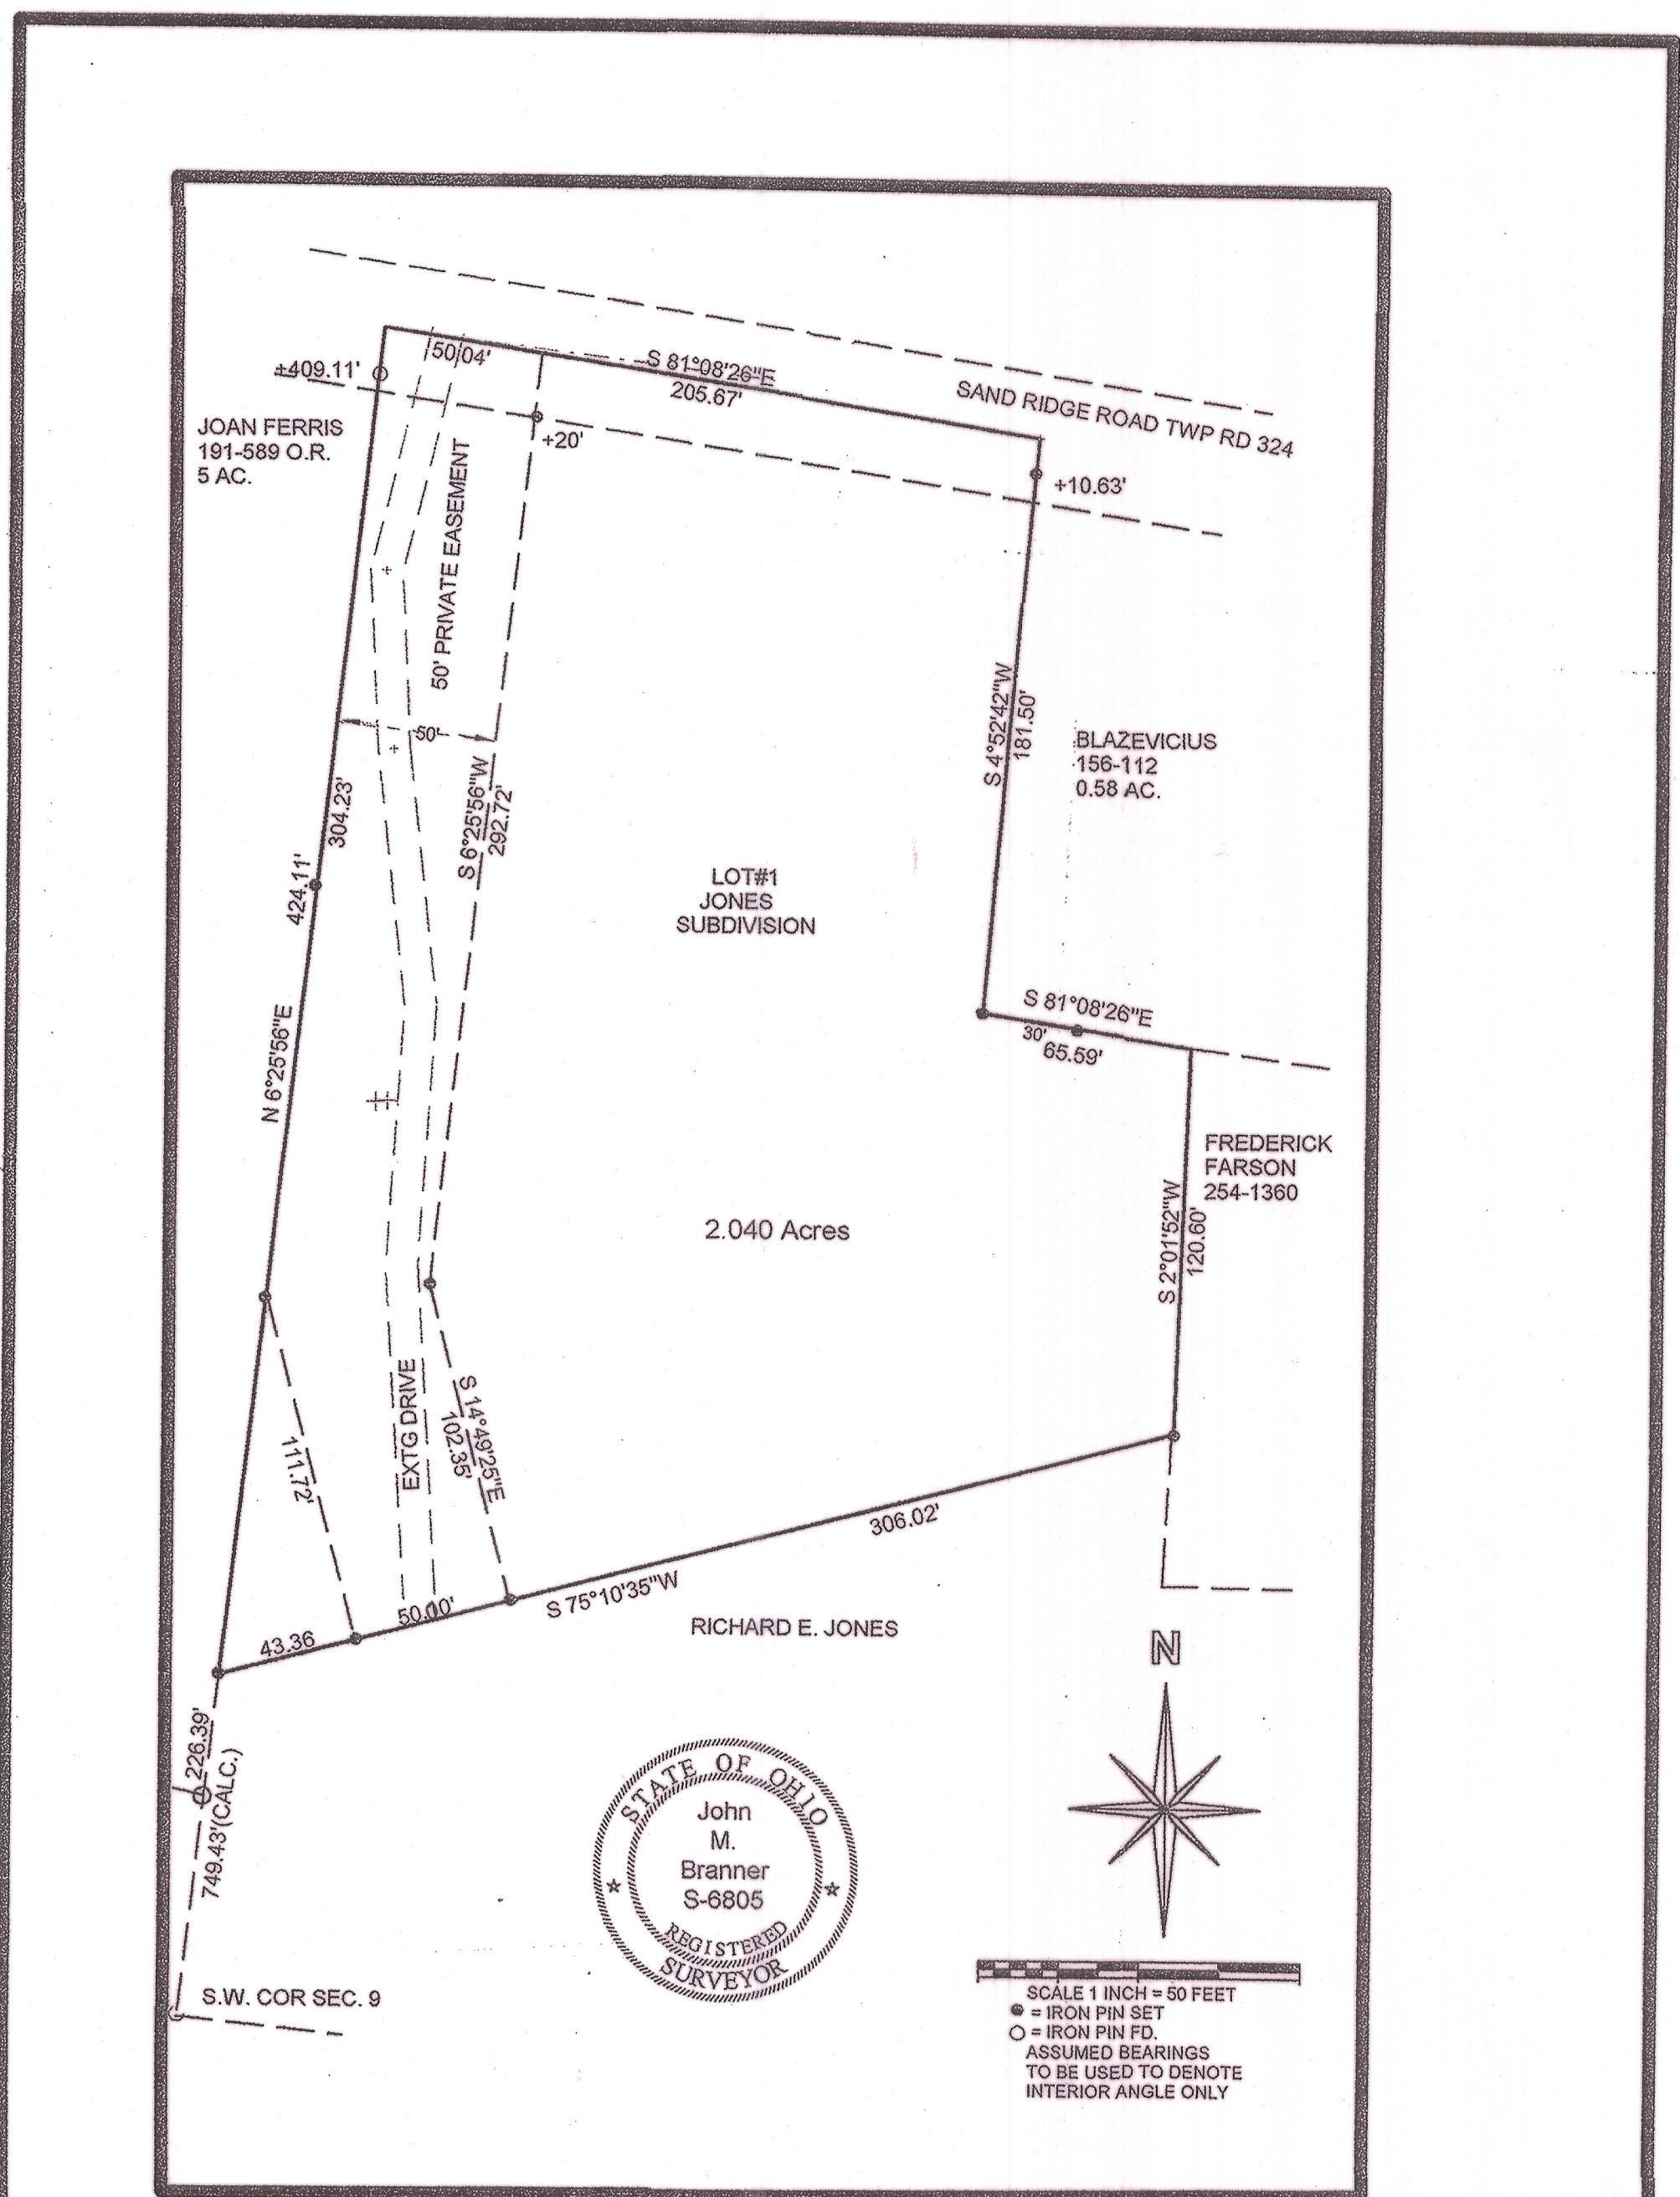 50.04'
S 81°08'26"E
205.67'
SAND RIDGE ROAD TWP RD 324
+409.11'
+20'
+10.63'
JOAN FERRIS
191-589 O.R.
5 AC.
50' PRIVATE EASEMENT
50'
S 4°52'42"W
181.50'
BLAZEVICIUS
156-112
0.58 AC.
304.23'
424.11'
N 6°25'56"E
S 6°25'56"W
292.72'
LOT#1
JONES
SUBDIVISION
S 81°08'26"E
30'
65.59'
FREDERICK
FARSON
254-1360
S 2°01'52"W
120.60'
2.040 Acres
EXTG DRIVE
S 14°49'25"E
102.35'
111.72'
306.02'
S 75°10'35"W
50.00'
43.36
RICHARD E. JONES
N
226.39'
749.43'(CALC.)
STATE OF OHIO
John
M.
Branner
S-6805
REGISTERED
SURVEYOR
S.W. COR SEC. 9
SCALE 1 INCH = 50 FEET
= IRON PIN SET
= IRON PIN FD.
ASSUMED BEARINGS
TO BE USED TO DENOTE
INTERIOR ANGLE ONLY